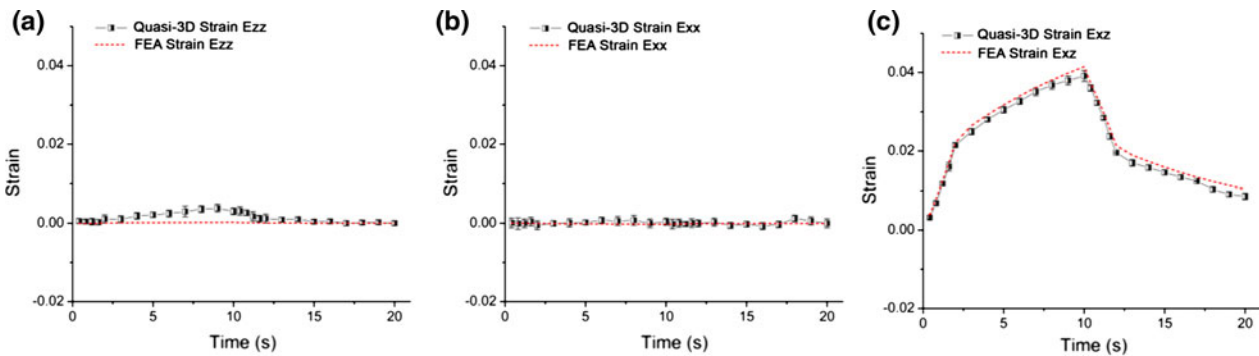 (a)
Quasi-3D Strain Ezz
FEA Strain Ezz
0.04
0.02
0.00
-0.02
Strain
0
5
10
15
20
Time (s)
(b)
Quasi-3D Strain Exx
FEA Strain Exx
0.04
0.02
0.00
-0.02
Strain
0
5
10
15
20
Time (s)
(c)
Quasi-3D Strain Exz
FEA Strain Exz
0.04
0.02
0.00
-0.02
Strain
0
5
10
15
20
Time (s)